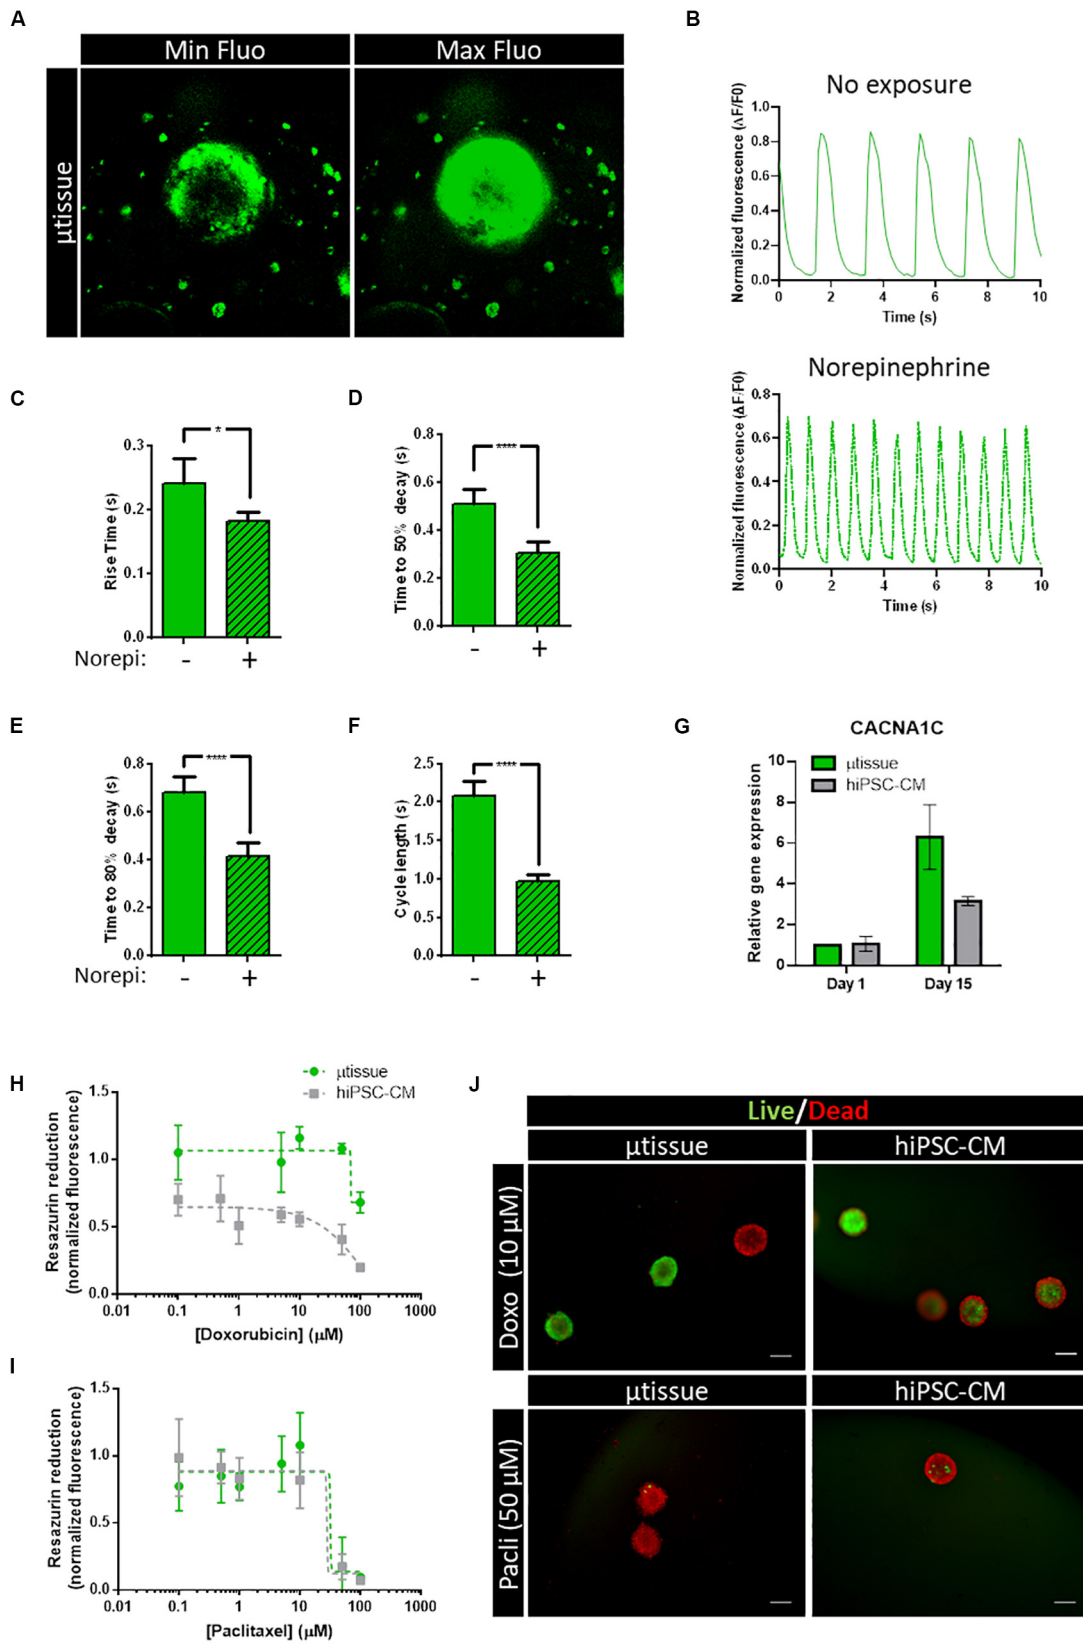 A
Min Fluo
Max Fluo
µtissue
B
No exposure
Normalized fluorescence (ΔF/F0)
1.0
0.8
0.6
0.4
0.2
0.0
0 2 4 6 8 10
Time (s)
Norepinephrine
Normalized fluorescence (ΔF/F0)
0.8
0.6
0.4
0.2
0.0
0 2 4 6 8 10
Time (s)
C
Rise Time (s)
0.3
0.2
0.1
0.0
*
Norepi: - +
D
Time to 50% decay (s)
0.8
0.6
0.4
0.2
0.0
****
- +
E
Time to 80% decay (s)
0.8
0.6
0.4
0.2
0.0
****
Norepi: - +
F
Cycle length (s)
2.5
2.0
1.5
1.0
0.5
0.0
****
- +
G
CACNA1C
µtissue
hiPSC-CM
Relative gene expression
10
8
6
4
2
0
Day 1 Day 15
H
µtissue
hiPSC-CM
Resazurin reduction
(normalized fluorescence)
1.5
1.0
0.5
0.0
0.01 0.1 1 10 100 1000
[Doxorubicin] (µM)
I
Resazurin reduction
(normalized fluorescence)
1.5
1.0
0.5
0.0
0.01 0.1 1 10 100 1000
[Paclitaxel] (µM)
J
Live/Dead
µtissue
hiPSC-CM
Doxo (10 µM)
µtissue
hiPSC-CM
Pacli (50 µM)